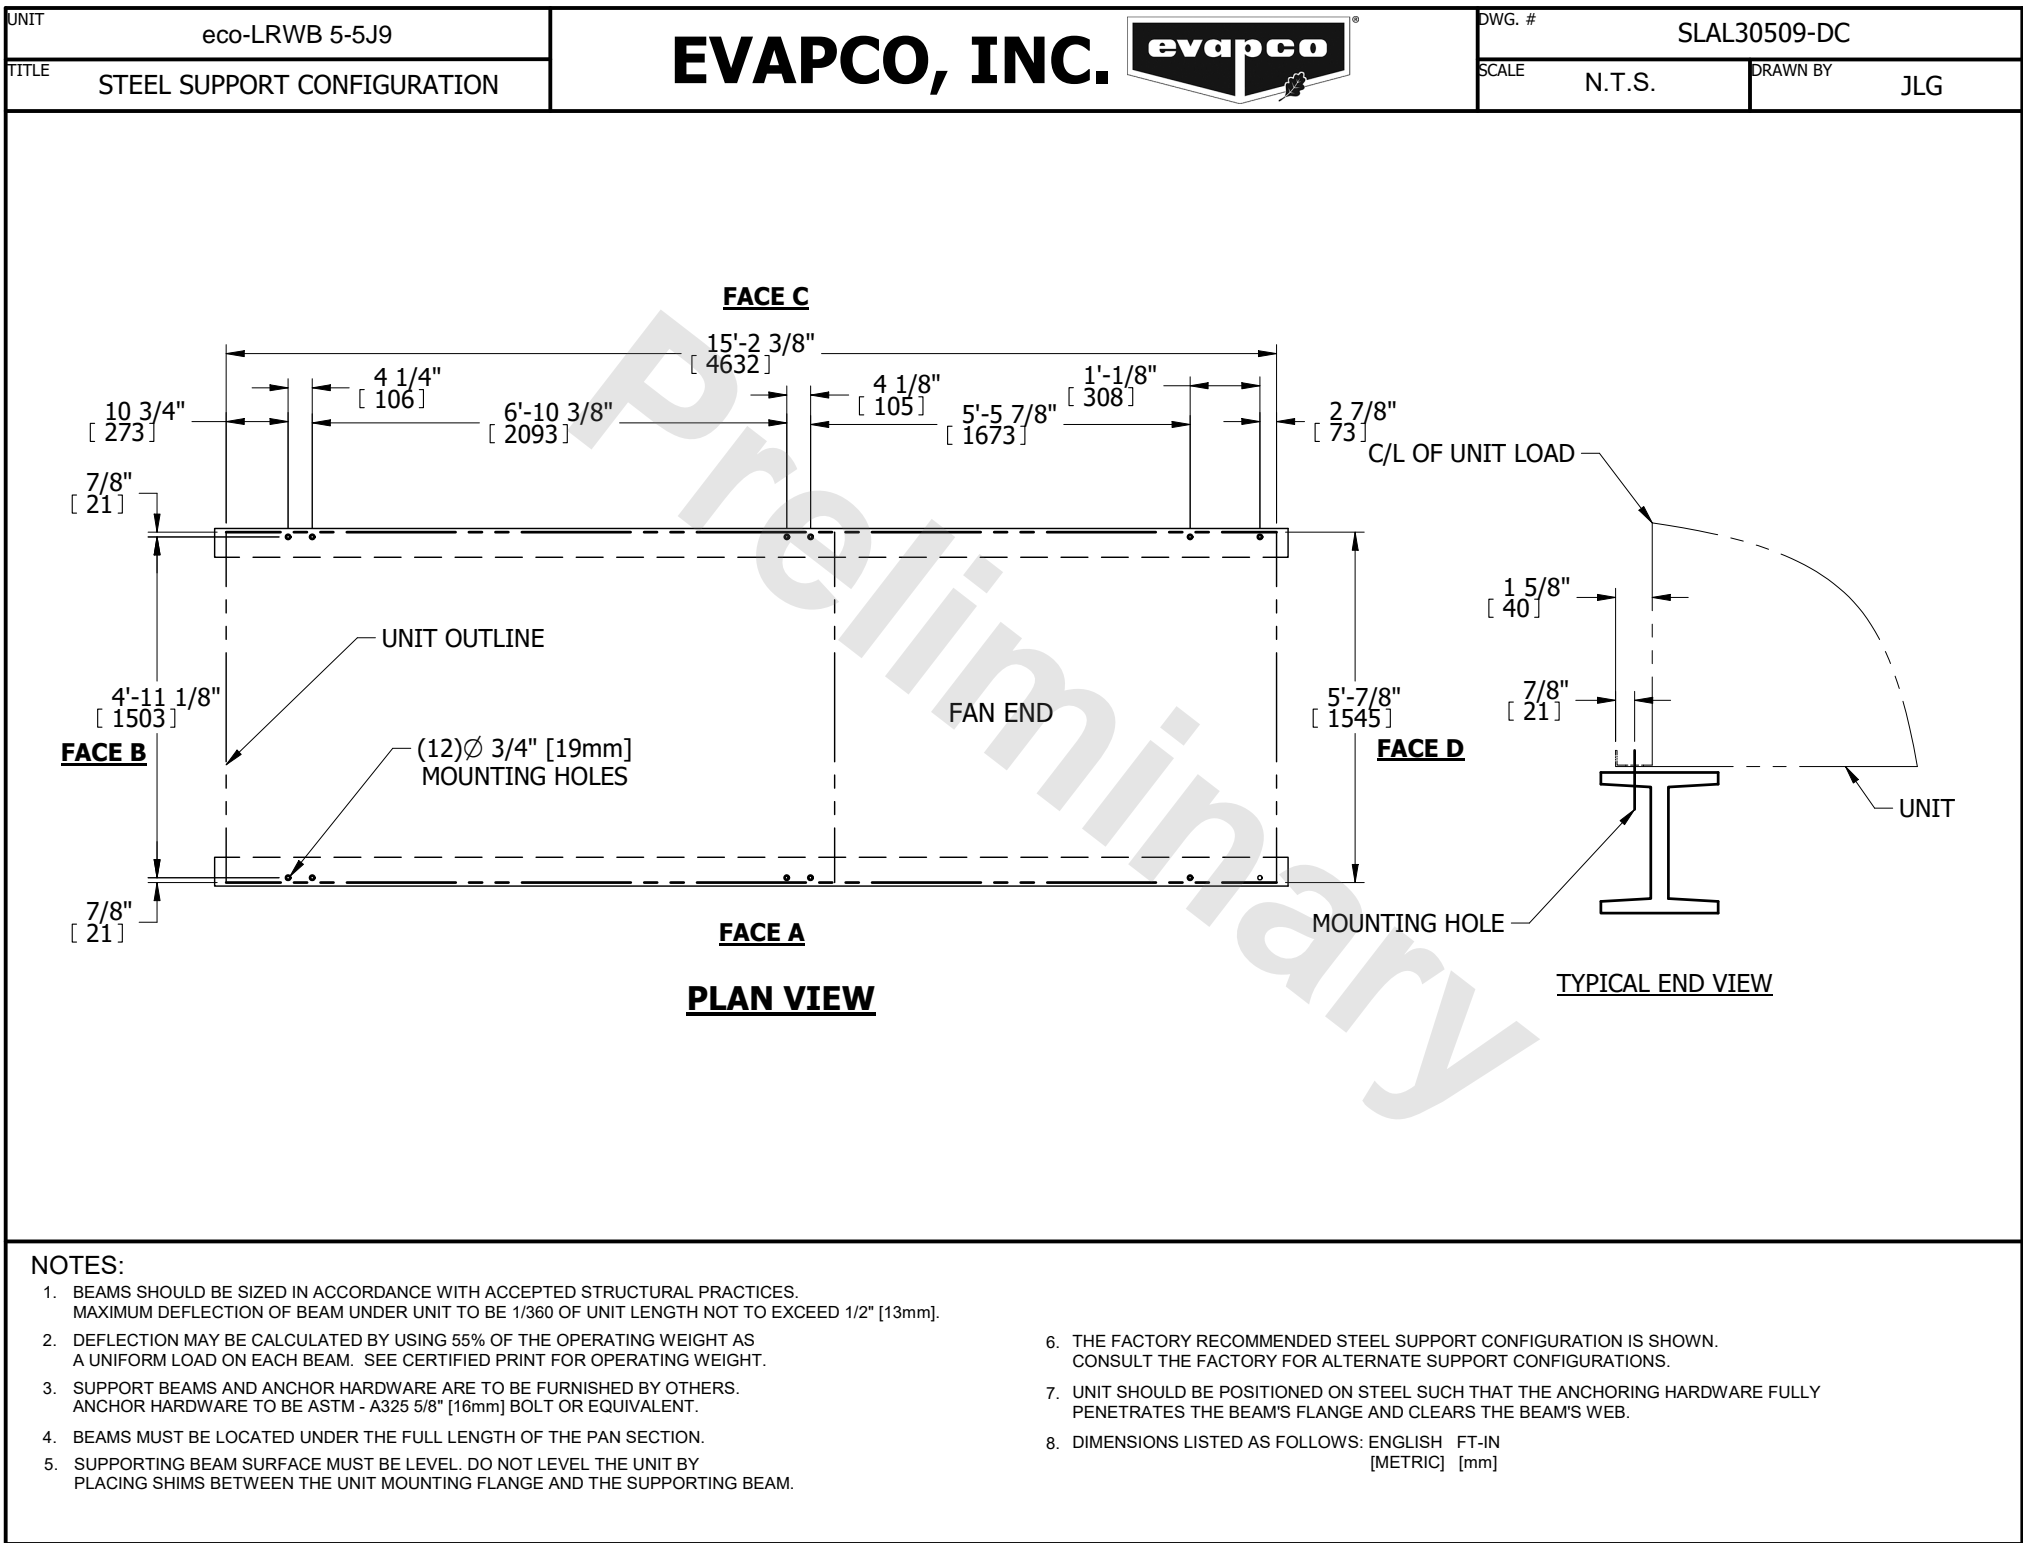 UNIT
eco-LRWB 5-5J9
TITLE
STEEL SUPPORT CONFIGURATION
EVAPCO, INC.
evapco
®
DWG. #
SLAL30509-DC
SCALE
N.T.S.
DRAWN BY
JLG
FACE C
15'-2 3/8"
[ 4632 ]
4 1/4"
[ 106 ]
4 1/8"
[ 105 ]
1'-1/8"
[ 308 ]
10 3/4"
[ 273 ]
6'-10 3/8"
[ 2093 ]
5'-5 7/8"
[ 1673 ]
2 7/8"
[ 73 ]
C/L OF UNIT LOAD
7/8"
[ 21 ]
1 5/8"
[ 40 ]
UNIT OUTLINE
4'-11 1/8"
[ 1503 ]
FAN END
5'-7/8"
[ 1545 ]
7/8"
[ 21 ]
FACE B
(12)Ø 3/4" [19mm]
MOUNTING HOLES
FACE D
UNIT
7/8"
[ 21 ]
FACE A
MOUNTING HOLE
PLAN VIEW
TYPICAL END VIEW
Preliminary
NOTES:
1. BEAMS SHOULD BE SIZED IN ACCORDANCE WITH ACCEPTED STRUCTURAL PRACTICES.
MAXIMUM DEFLECTION OF BEAM UNDER UNIT TO BE 1/360 OF UNIT LENGTH NOT TO EXCEED 1/2" [13mm].
2. DEFLECTION MAY BE CALCULATED BY USING 55% OF THE OPERATING WEIGHT AS
A UNIFORM LOAD ON EACH BEAM. SEE CERTIFIED PRINT FOR OPERATING WEIGHT.
3. SUPPORT BEAMS AND ANCHOR HARDWARE ARE TO BE FURNISHED BY OTHERS.
ANCHOR HARDWARE TO BE ASTM - A325 5/8" [16mm] BOLT OR EQUIVALENT.
4. BEAMS MUST BE LOCATED UNDER THE FULL LENGTH OF THE PAN SECTION.
5. SUPPORTING BEAM SURFACE MUST BE LEVEL. DO NOT LEVEL THE UNIT BY
PLACING SHIMS BETWEEN THE UNIT MOUNTING FLANGE AND THE SUPPORTING BEAM.
6. THE FACTORY RECOMMENDED STEEL SUPPORT CONFIGURATION IS SHOWN.
CONSULT THE FACTORY FOR ALTERNATE SUPPORT CONFIGURATIONS.
7. UNIT SHOULD BE POSITIONED ON STEEL SUCH THAT THE ANCHORING HARDWARE FULLY
PENETRATES THE BEAM'S FLANGE AND CLEARS THE BEAM'S WEB.
8. DIMENSIONS LISTED AS FOLLOWS: ENGLISH FT-IN
[METRIC] [mm]